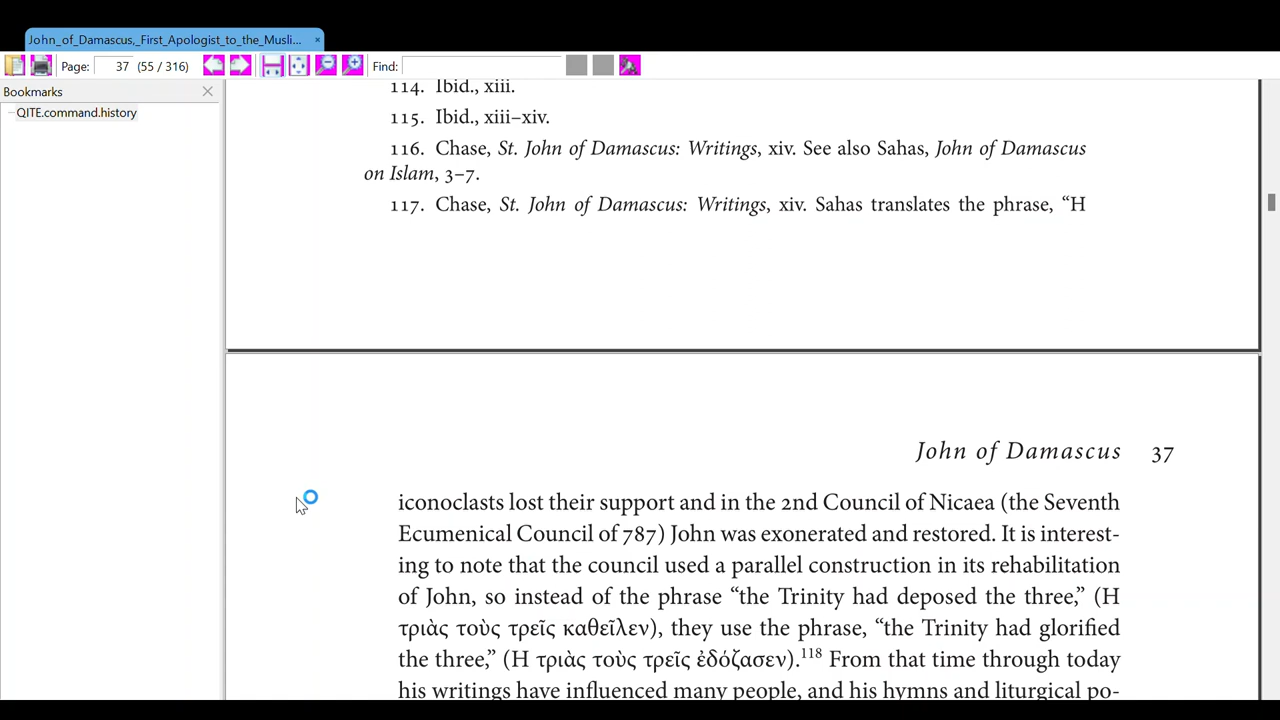 John_of_Damascus,_First_Apologist_to_the_Musli... ×
Page: 37 (55 / 316) Find:
Bookmarks
QITE.command.history
114. Ibid., xiii.
115. Ibid., xiii–xiv.
116. Chase, St. John of Damascus: Writings, xiv. See also Sahas, John of Damascus
on Islam, 3–7.
117. Chase, St. John of Damascus: Writings, xiv. Sahas translates the phrase, “Η
John of Damascus 37
iconoclasts lost their support and in the 2nd Council of Nicaea (the Seventh
Ecumenical Council of 787) John was exonerated and restored. It is interest-
ing to note that the council used a parallel construction in its rehabilitation
of John, so instead of the phrase “the Trinity had deposed the three,” (Η
τριὰς τοὺς τρεῖς καθεῖλεν), they use the phrase, “the Trinity had glorified
the three,” (Η τριὰς τοὺς τρεῖς ἐδόζασεν).118 From that time through today
his writings have influenced many people, and his hymns and liturgical po-